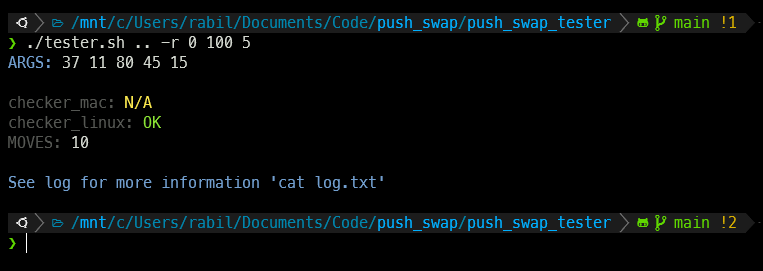 /mnt/c/Users/rabil/Documents/Code/push_swap/push_swap_tester main !1
❯ ./tester.sh .. -r 0 100 5
ARGS: 37 11 80 45 15
checker_mac: N/A
checker_linux: OK
MOVES: 10
See log for more information 'cat log.txt'
/mnt/c/Users/rabil/Documents/Code/push_swap/push_swap_tester main !2
❯